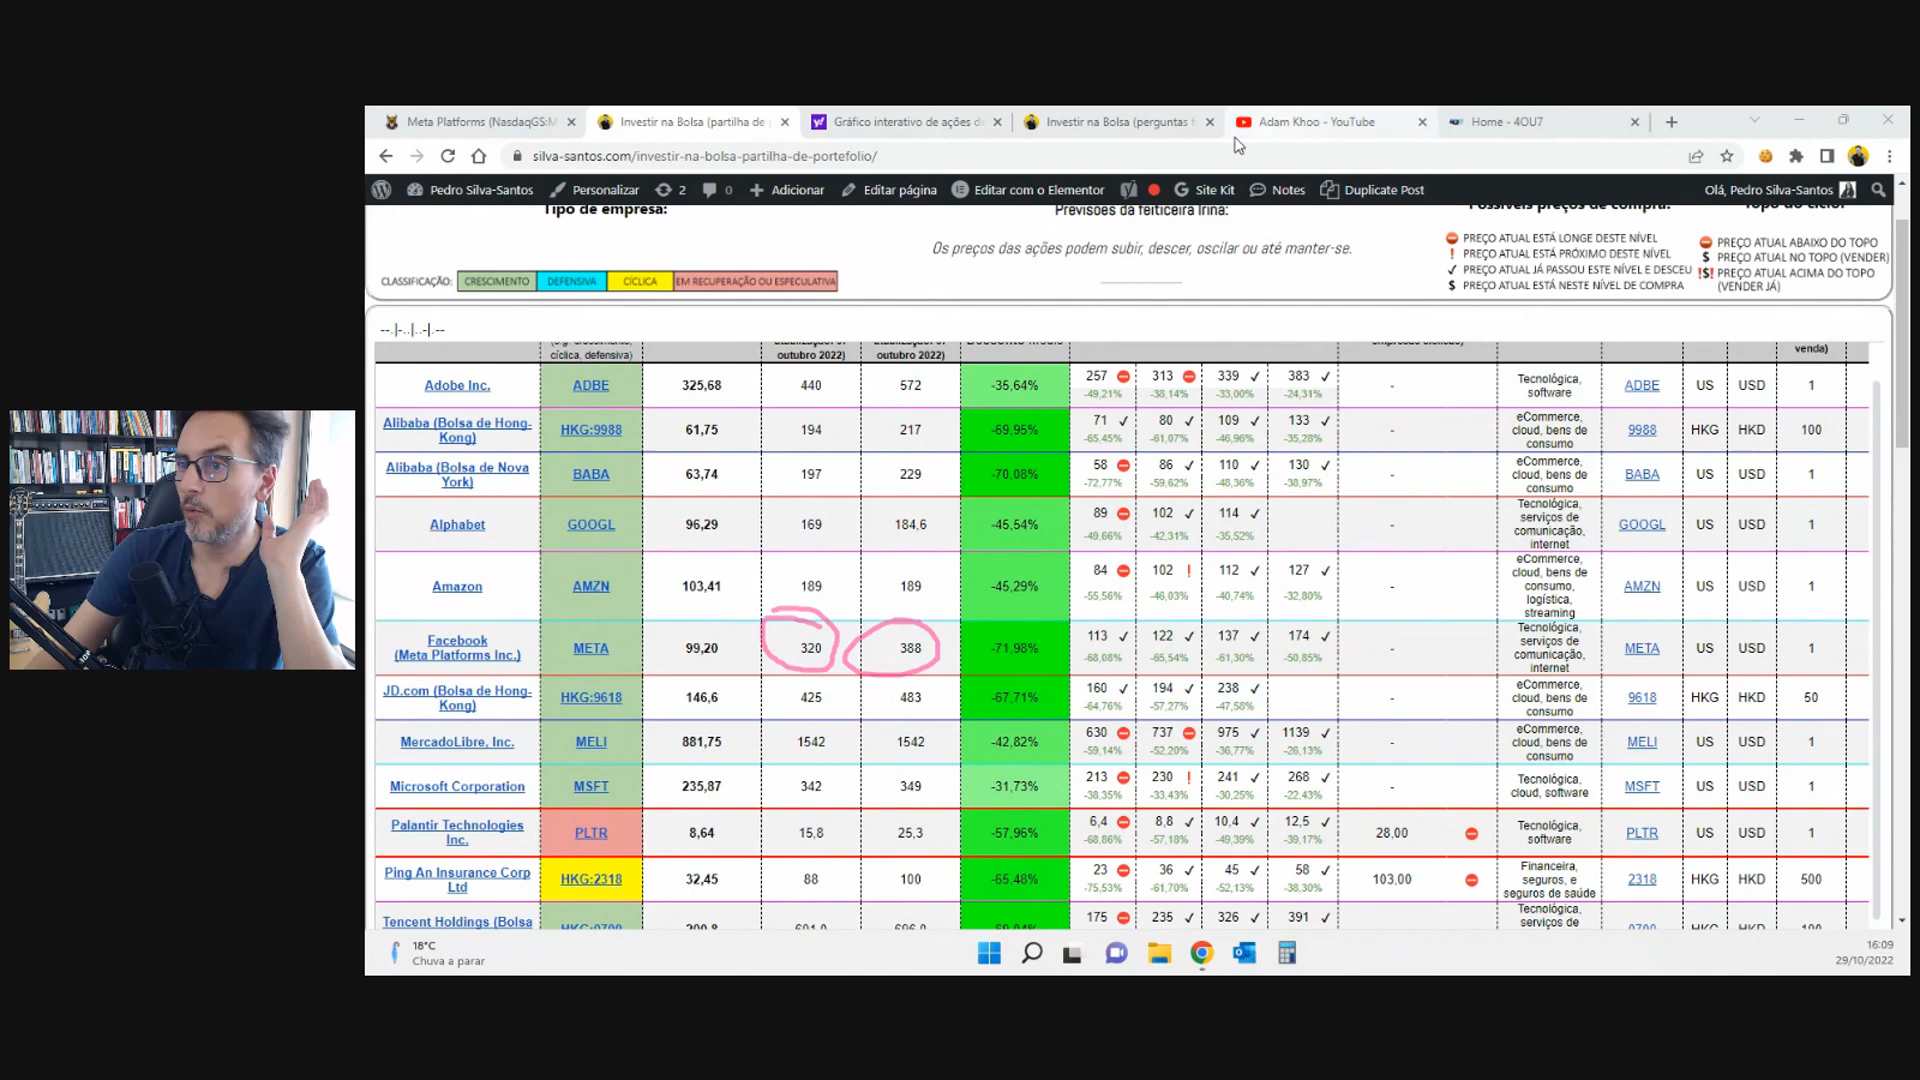 Meta Platforms (NasdaqGS:M
Investir na Bolsa (partilha de
Gráfico interativo de ações d
Investir na Bolsa (perguntas f
Adam Khoo - YouTube
Home - 4OU7
silva-santos.com/investir-na-bolsa-partilha-de-portefolio/
Pedro Silva-Santos
Personalizar
2
0
Adicionar
Editar página
Editar com o Elementor
Site Kit
Notes
Duplicate Post
Olá, Pedro Silva-Santos
Tipo de empresa:
Previsões da feiticeira Irina:
Possíveis preços de compra:
Topo do ciclo:
Os preços das ações podem subir, descer, oscilar ou até manter-se.
CLASSIFICAÇÃO:
CRESCIMENTO
DEFENSIVA
CÍCLICA
EM RECUPERAÇÃO OU ESPECULATIVA
PREÇO ATUAL ESTÁ LONGE DESTE NÍVEL
! PREÇO ATUAL ESTÁ PRÓXIMO DESTE NÍVEL
✓ PREÇO ATUAL JÁ PASSOU ESTE NÍVEL E DESCEU
$ PREÇO ATUAL ESTÁ NESTE NÍVEL DE COMPRA
PREÇO ATUAL ABAIXO DO TOPO
$ PREÇO ATUAL NO TOPO (VENDER)
!$! PREÇO ATUAL ACIMA DO TOPO
(VENDER JÁ)
--.|-..|..-|.--
cíclica, defensiva)
outubro 2022)
outubro 2022)
venda)
Adobe Inc. ADBE 325,68 440 572 -35,64% 257 313 339 ✓ 383 ✓ - Tecnológica, software ADBE US USD 1
-49,21% -38,14% -33,00% -24,31%
Alibaba (Bolsa de Hong-Kong) HKG:9988 61,75 194 217 -69,95% 71 ✓ 80 ✓ 109 ✓ 133 ✓ - eCommerce, cloud, bens de consumo 9988 HKG HKD 100
-65,45% -61,07% -46,96% -35,28%
Alibaba (Bolsa de Nova York) BABA 63,74 197 229 -70,08% 58 86 ✓ 110 ✓ 130 ✓ - eCommerce, cloud, bens de consumo BABA US USD 1
-72,77% -59,62% -48,36% -38,97%
Alphabet GOOGL 96,29 169 184,6 -45,54% 89 102 ✓ 114 ✓ - Tecnológica, serviços de comunicação, internet GOOGL US USD 1
-49,66% -42,31% -35,52%
Amazon AMZN 103,41 189 189 -45,29% 84 102 ! 112 ✓ 127 ✓ - eCommerce, cloud, bens de consumo, logística, streaming AMZN US USD 1
-55,56% -46,03% -40,74% -32,80%
Facebook (Meta Platforms Inc.) META 99,20 320 388 -71,98% 113 ✓ 122 ✓ 137 ✓ 174 ✓ - Tecnológica, serviços de comunicação, internet META US USD 1
-68,08% -65,54% -61,30% -50,85%
JD.com (Bolsa de Hong-Kong) HKG:9618 146,6 425 483 -67,71% 160 ✓ 194 ✓ 238 ✓ - eCommerce, cloud, bens de consumo 9618 HKG HKD 50
-64,76% -57,27% -47,58%
MercadoLibre, Inc. MELI 881,75 1542 1542 -42,82% 630 737 975 ✓ 1139 ✓ - eCommerce, cloud, bens de consumo MELI US USD 1
-59,14% -52,20% -36,77% -26,13%
Microsoft Corporation MSFT 235,87 342 349 -31,73% 213 230 ! 241 ✓ 268 ✓ - Tecnológica, cloud, software MSFT US USD 1
-38,35% -33,43% -30,25% -22,43%
Palantir Technologies Inc. PLTR 8,64 15,8 25,3 -57,96% 6,4 8,8 ✓ 10,4 ✓ 12,5 ✓ 28,00 Tecnológica, software PLTR US USD 1
-68,86% -57,18% -49,39% -39,17%
Ping An Insurance Corp Ltd HKG:2318 32,45 88 100 -65,48% 23 36 ✓ 45 ✓ 58 ✓ 103,00 Financeira, seguros, e seguros de saúde 2318 HKG HKD 500
-75,53% -61,70% -52,13% -38,30%
Tencent Holdings (Bolsa 175 235 ✓ 326 ✓ 391 ✓ Tecnológica, serviços de
18°C
Chuva a parar
16:09
29/10/2022